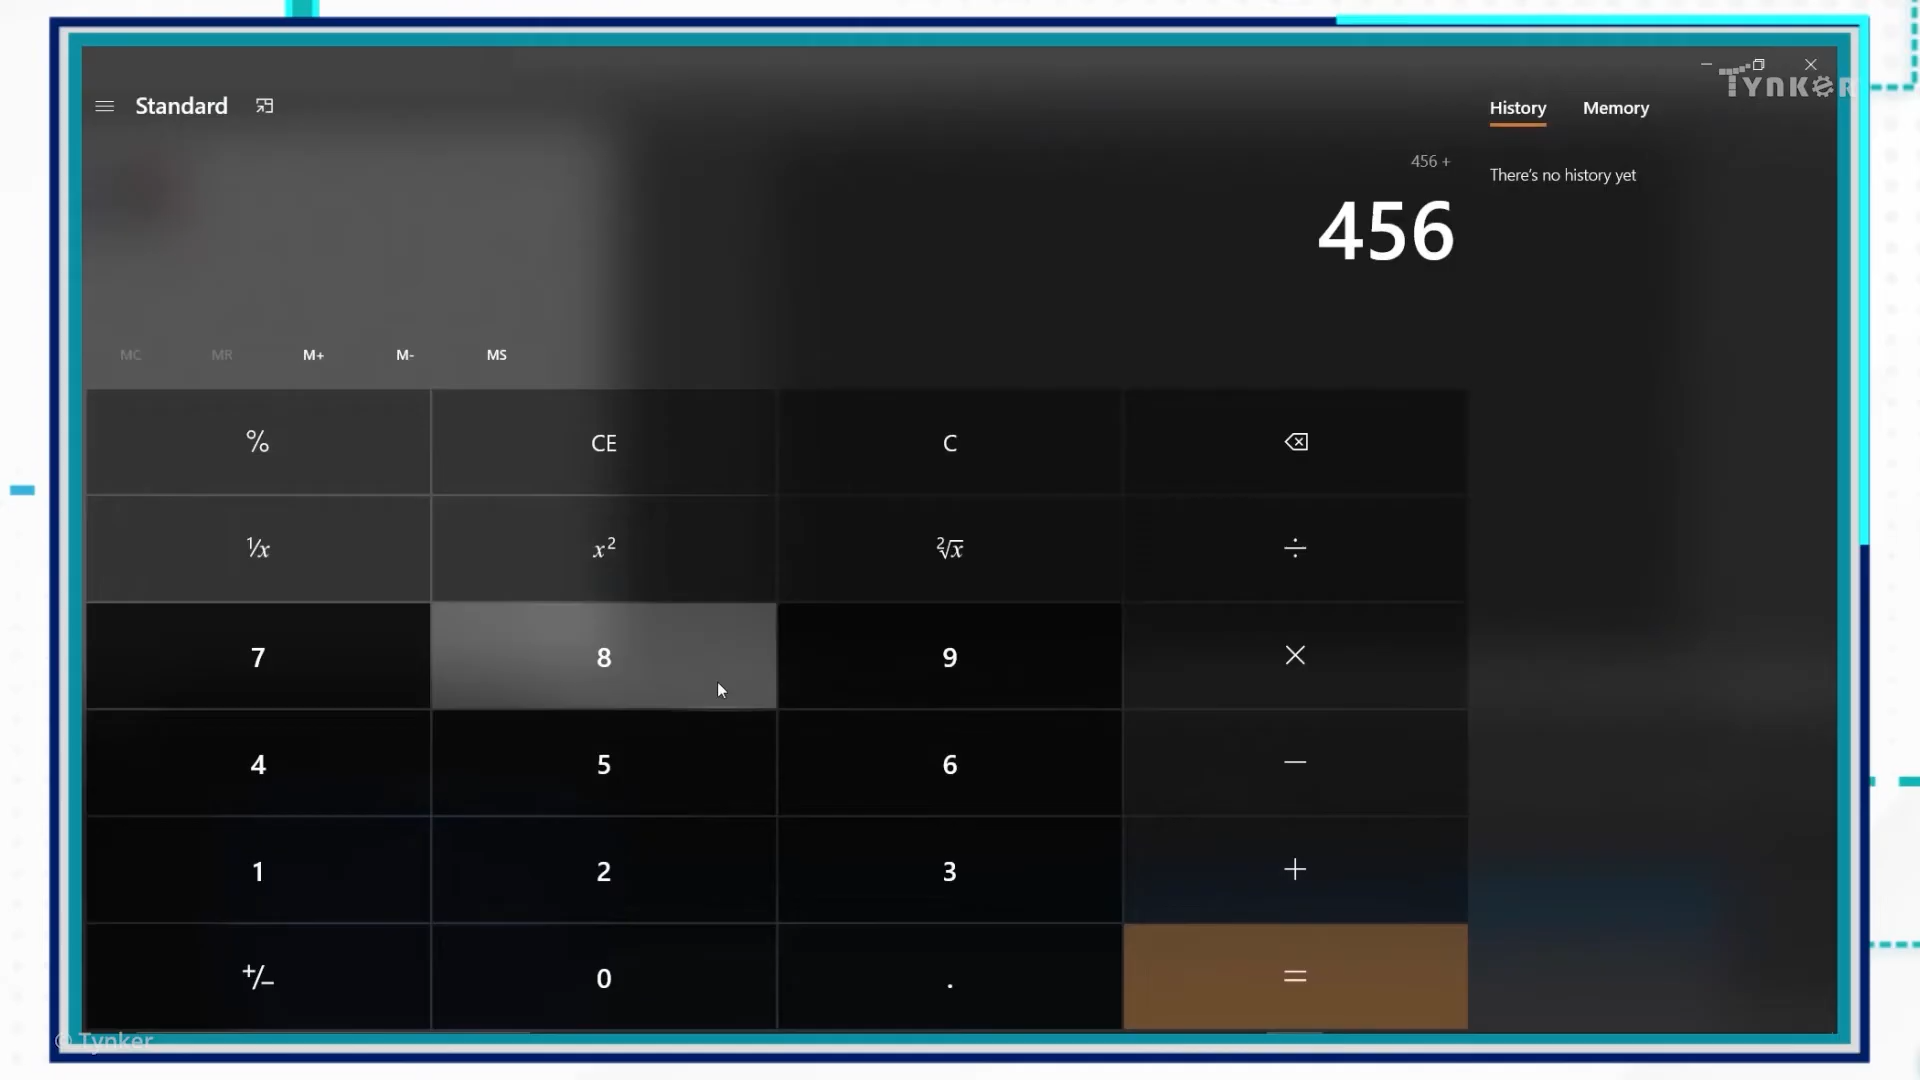 TYNKER
Standard
History Memory
456 +
There's no history yet
456
MC MR M+ M- MS
% CE C
⅟x x² ²√x ÷
7 8 9 ×
4 5 6 −
1 2 3 +
+/− 0 . =
© Tynker